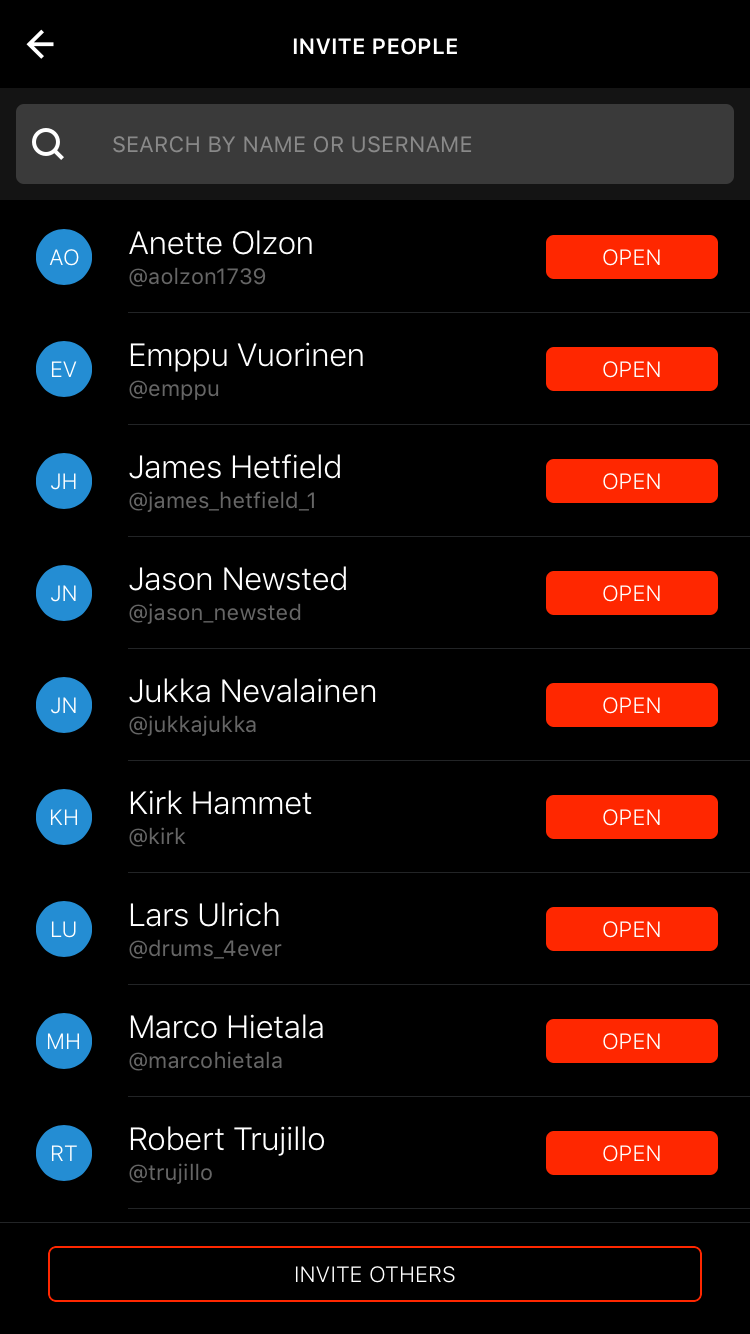 INVITE PEOPLE
SEARCH BY NAME OR USERNAME
AO
Anette Olzon
@aolzon1739
OPEN
EV
Emppu Vuorinen
@emppu
OPEN
JH
James Hetfield
@james_hetfield_1
OPEN
JN
Jason Newsted
@jason_newsted
OPEN
JN
Jukka Nevalainen
@jukkajukka
OPEN
KH
Kirk Hammet
@kirk
OPEN
LU
Lars Ulrich
@drums_4ever
OPEN
MH
Marco Hietala
@marcohietala
OPEN
RT
Robert Trujillo
@trujillo
OPEN
INVITE OTHERS